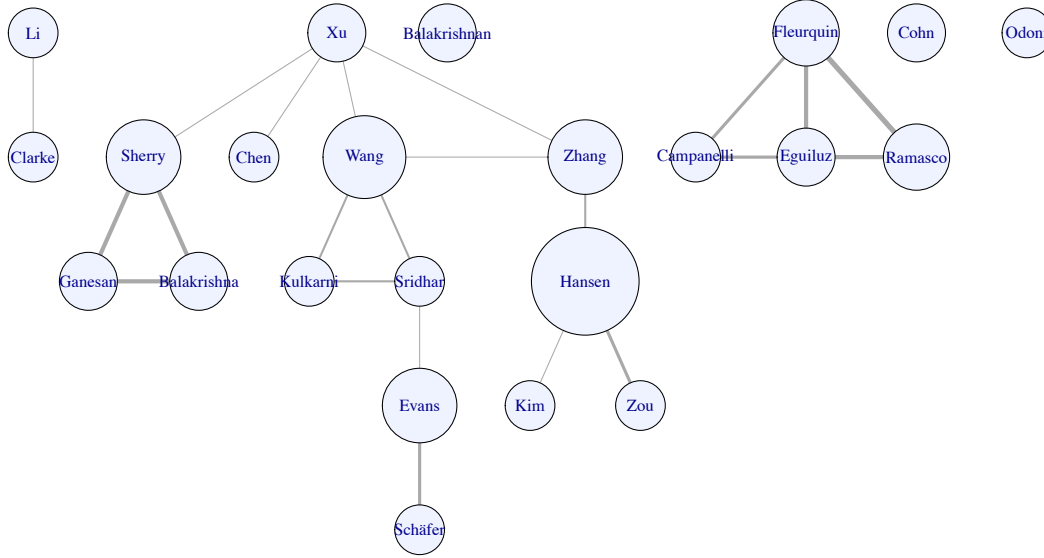 Li
Xu
Balakrishnan
Fleurquin
Cohn
Odoni
Clarke
Sherry
Chen
Wang
Zhang
Campanelli
Eguiluz
Ramasco
Ganesan
Balakrishna
Kulkarni
Sridhar
Hansen
Evans
Kim
Zou
Schäfer